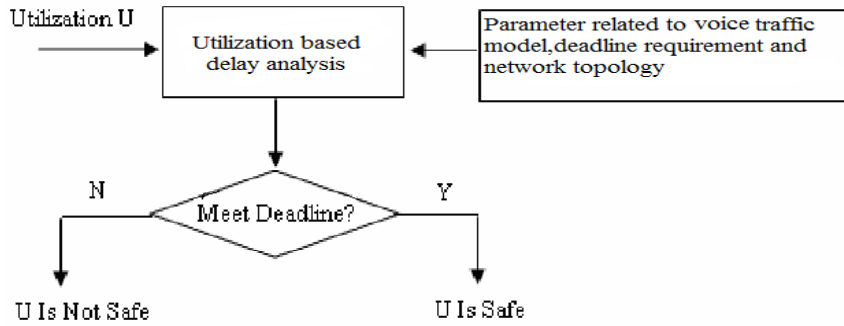 Utilization U
Utilization based
delay analysis
Parameter related to voice traffic
model,deadline requirement and
network topology
N
Meet Deadline?
Y
U Is Not Safe
U Is Safe